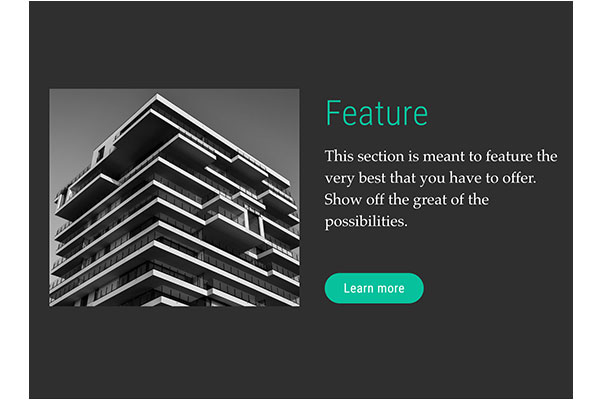 Feature
This section is meant to feature the
very best that you have to offer.
Show off the great of the
possibilities.
Learn more